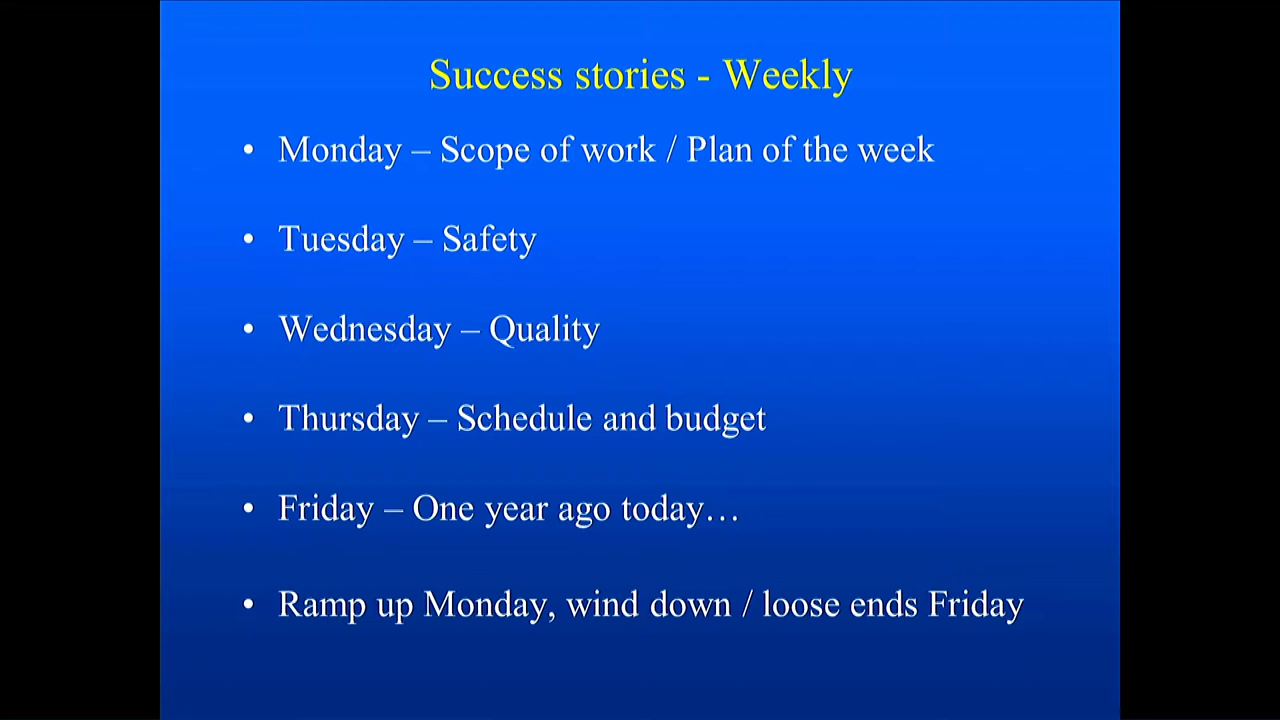 Success stories - Weekly
• Monday – Scope of work / Plan of the week
• Tuesday – Safety
• Wednesday – Quality
• Thursday – Schedule and budget
• Friday – One year ago today…
• Ramp up Monday, wind down / loose ends Friday